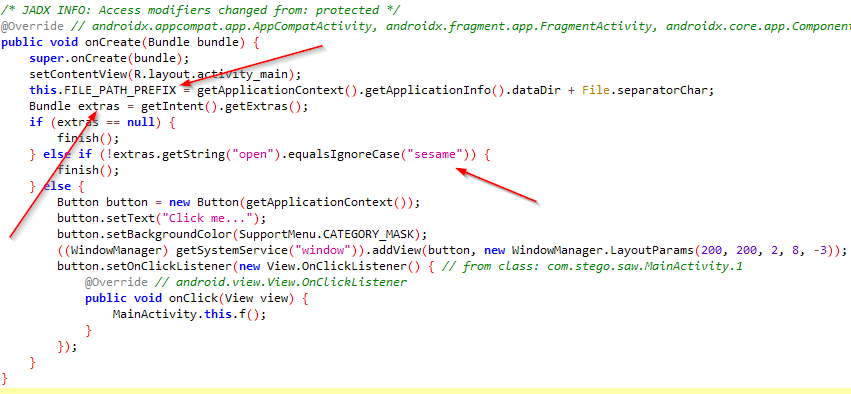 /* JADX INFO: Access modifiers changed from: protected */
@Override // androidx.appcompat.app.AppCompatActivity, androidx.fragment.app.FragmentActivity, androidx.core.app.Component
public void onCreate(Bundle bundle) {
super.onCreate(bundle);
setContentView(R.layout.activity_main);
this.FILE_PATH_PREFIX = getApplicationContext().getApplicationInfo().dataDir + File.separatorChar;
Bundle extras = getIntent().getExtras();
if (extras == null) {
finish();
} else if (!extras.getString("open").equalsIgnoreCase("sesame")) {
finish();
} else {
Button button = new Button(getApplicationContext());
button.setText("Click me...");
button.setBackgroundColor(SupportMenu.CATEGORY_MASK);
((WindowManager) getSystemService("window")).addView(button, new WindowManager.LayoutParams(200, 200, 2, 8, -3));
button.setOnClickListener(new View.OnClickListener() { // from class: com.stego.saw.MainActivity.1
@Override // android.view.View.OnClickListener
public void onClick(View view) {
MainActivity.this.f();
}
});
}
}